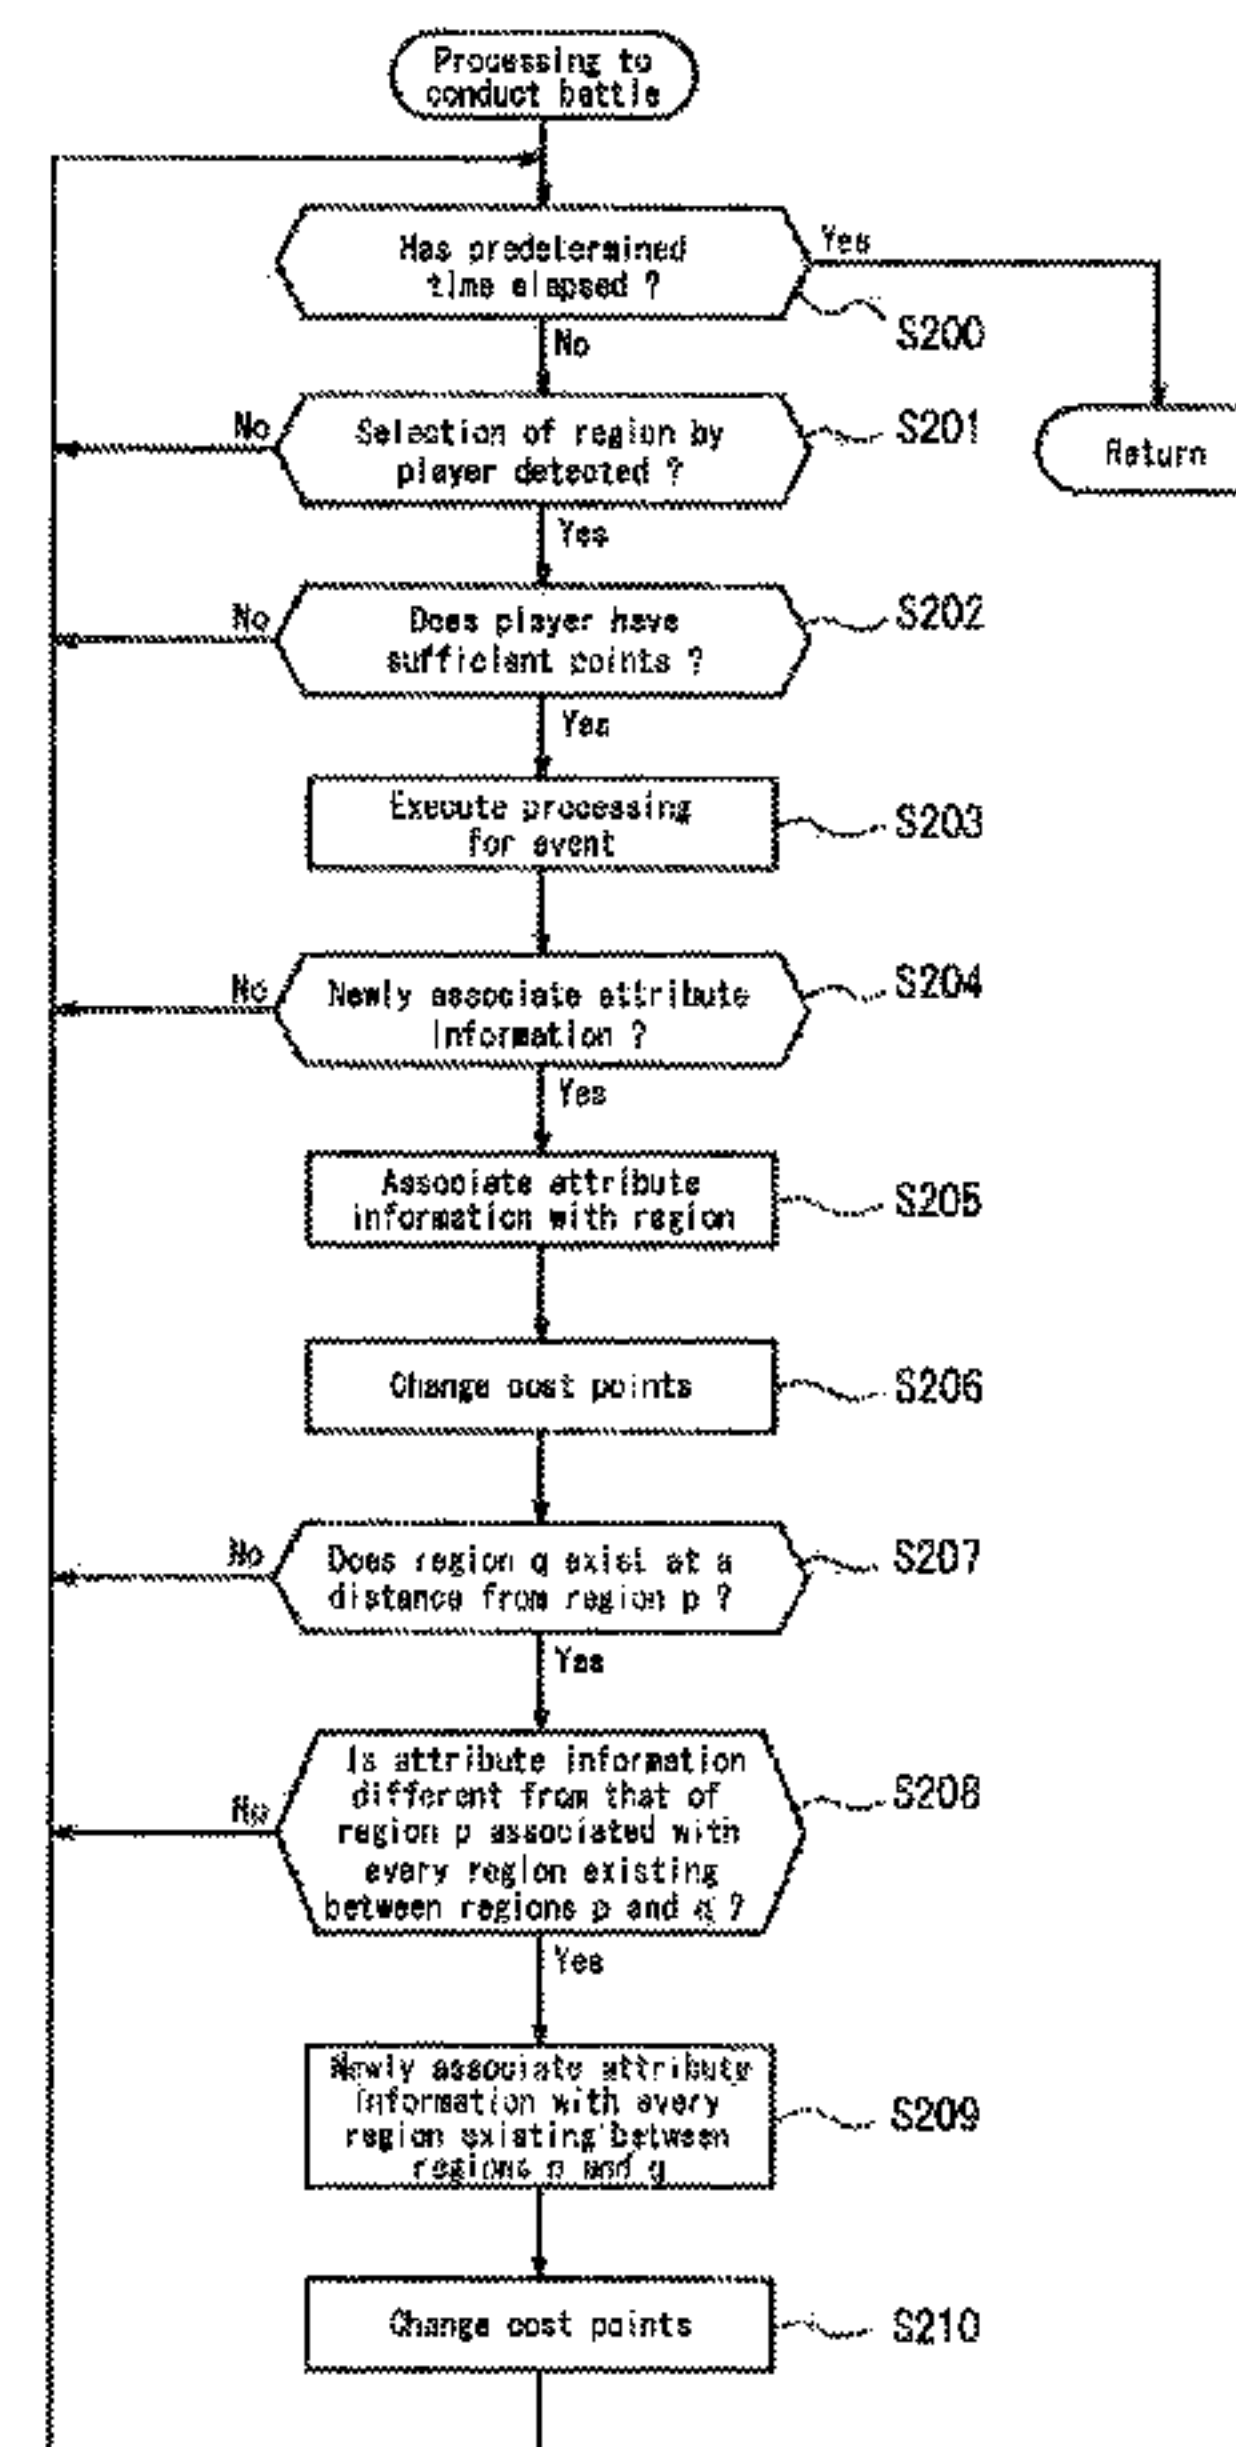 Processing to
conduct battle
Has predetermined
time elapsed ?
Yes
S200
No
Selection of region by
player detected ?
No
S201
Return
Yes
Does player have
sufficient points ?
No
S202
Yes
Execute processing
for event
S203
Newly associate attribute
information ?
No
S204
Yes
Associate attribute
information with region
S205
Change cost points
S206
Does region q exist at a
distance from region p ?
No
S207
Yes
Is attribute information
different from that of
region p associated with
every region existing
between regions p and q ?
No
S208
Yes
Newly associate attribute
information with every
region existing between
regions p and q
S209
Change cost points
S210